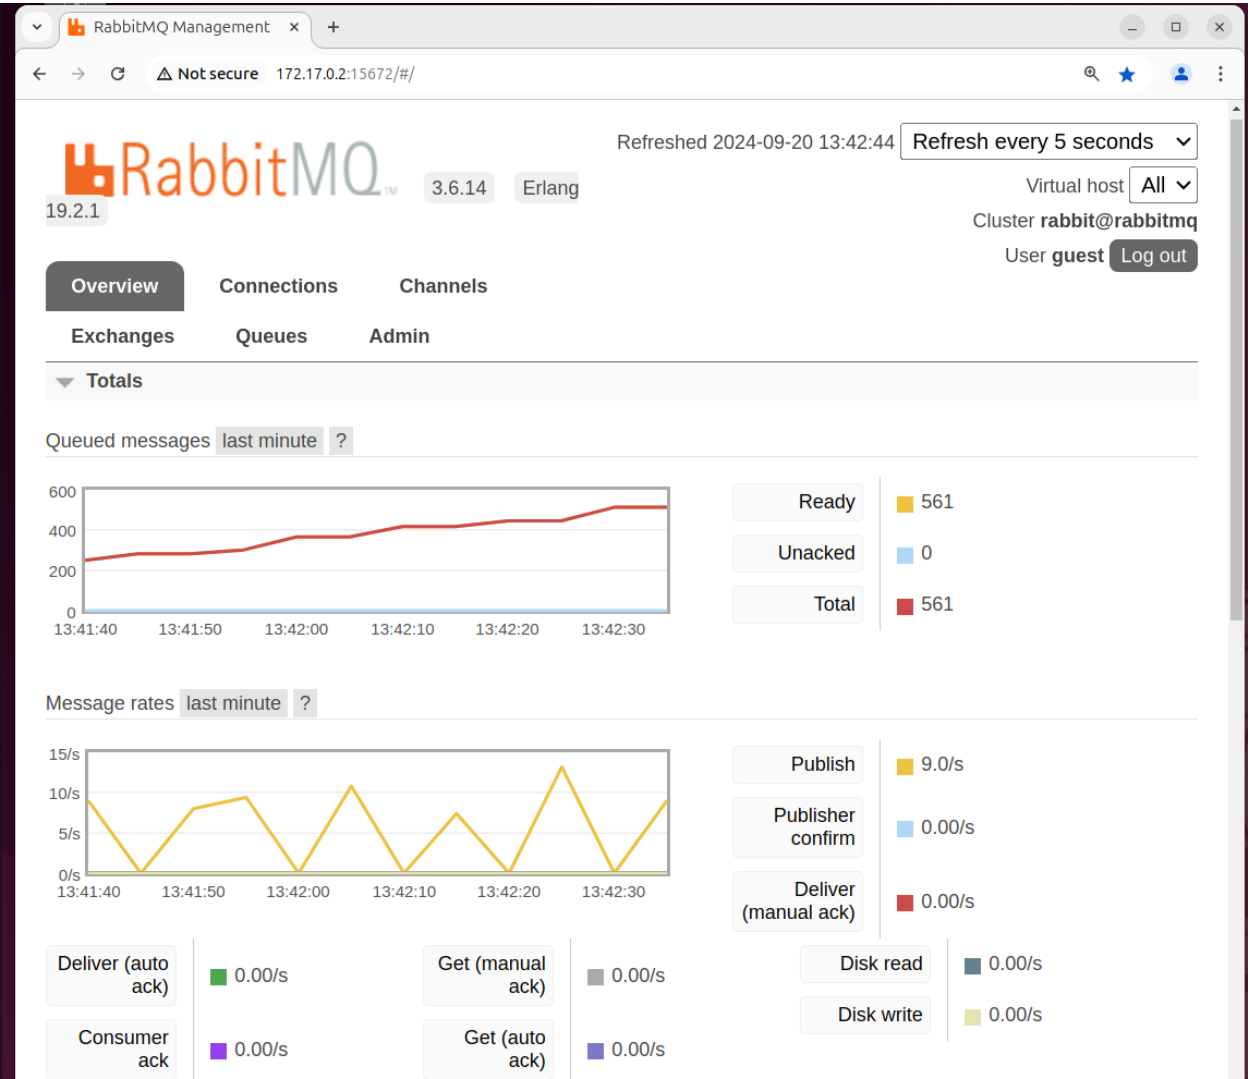 RabbitMQ Management
Not secure 172.17.0.2:15672/#/
RabbitMQ TM 3.6.14 Erlang
19.2.1
Refreshed 2024-09-20 13:42:44 Refresh every 5 seconds
Virtual host All
Cluster rabbit@rabbitmq
User guest Log out
Overview Connections Channels
Exchanges Queues Admin
Totals
Queued messages last minute ?
600
400
200
0
13:41:40 13:41:50 13:42:00 13:42:10 13:42:20 13:42:30
Ready 561
Unacked 0
Total 561
Message rates last minute ?
15/s
10/s
5/s
0/s
13:41:40 13:41:50 13:42:00 13:42:10 13:42:20 13:42:30
Publish 9.0/s
Publisher
confirm 0.00/s
Deliver
(manual ack) 0.00/s
Deliver (auto
ack) 0.00/s
Get (manual
ack) 0.00/s
Disk read 0.00/s
Disk write 0.00/s
Consumer
ack 0.00/s
Get (auto
ack) 0.00/s